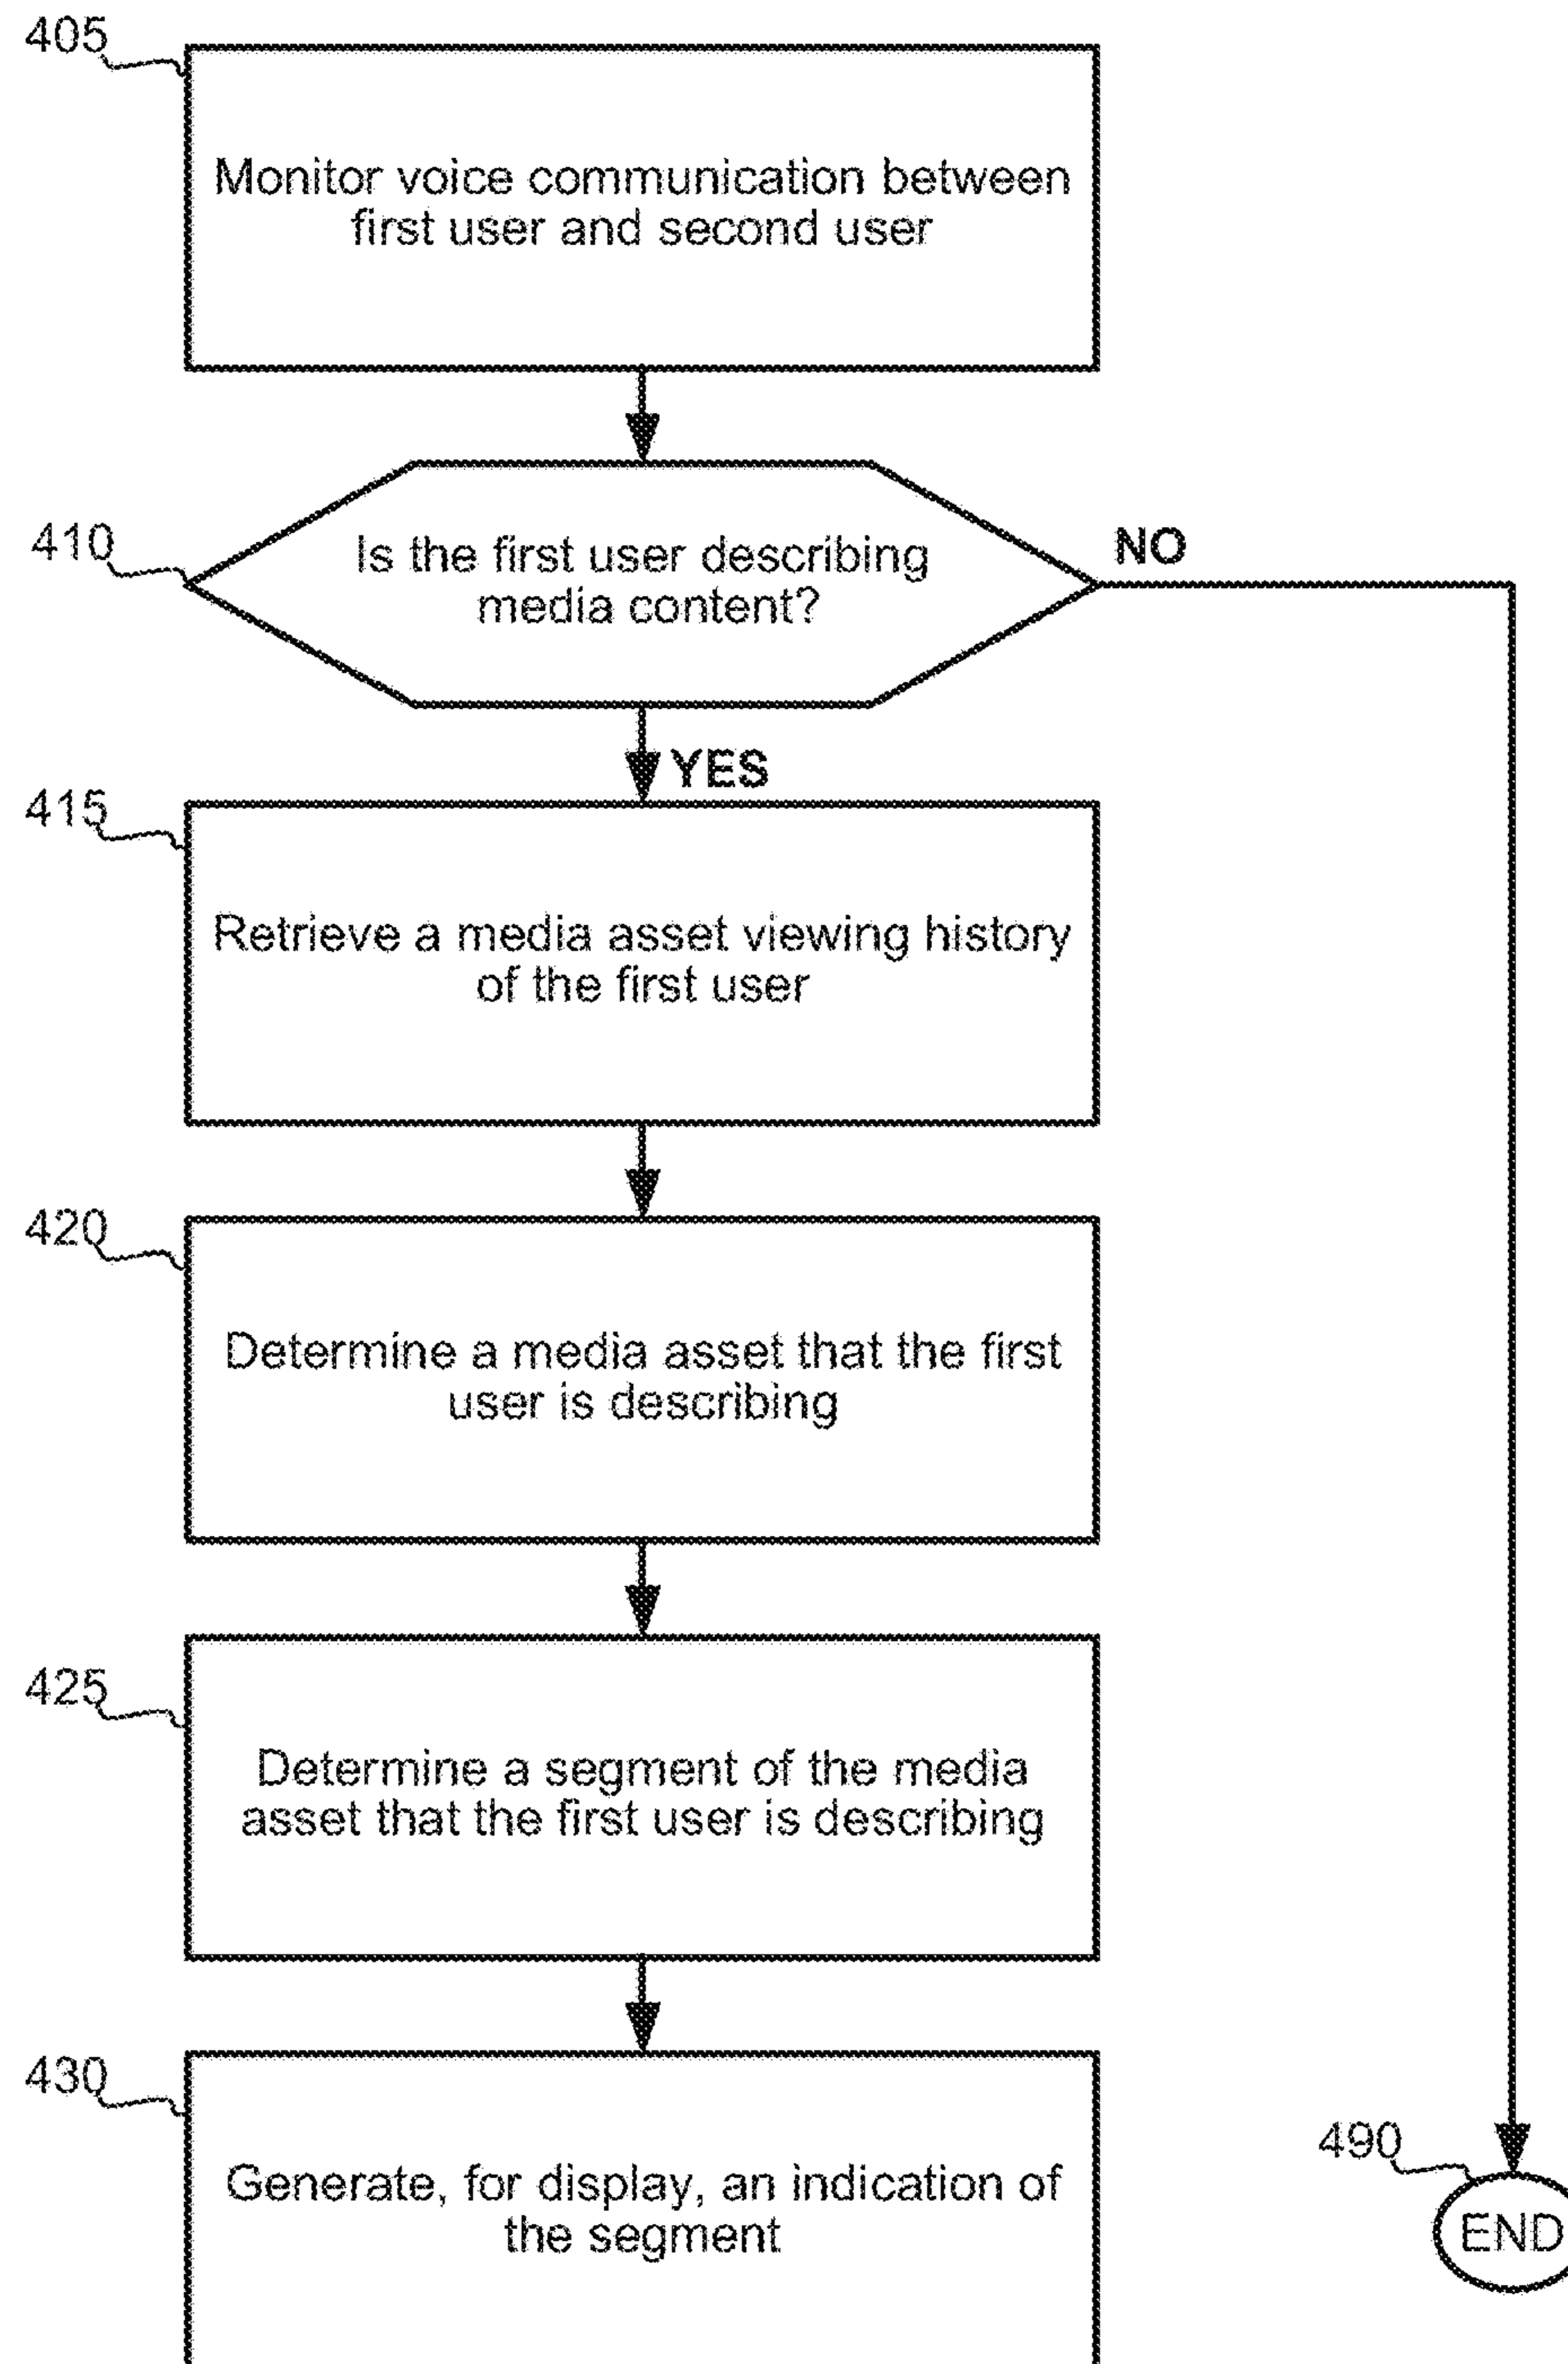 405
Monitor voice communication between
first user and second user
410
Is the first user describing
media content?
NO
YES
415
Retrieve a media asset viewing history
of the first user
420
Determine a media asset that the first
user is describing
425
Determine a segment of the media
asset that the first user is describing
430
Generate, for display, an indication of
the segment
490
END